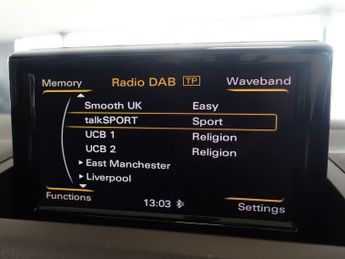 Memory Radio DAB TP Waveband
Smooth UK Easy
talkSPORT Sport
UCB 1 Religion
UCB 2 Religion
East Manchester
Liverpool
Functions 13:03 Settings